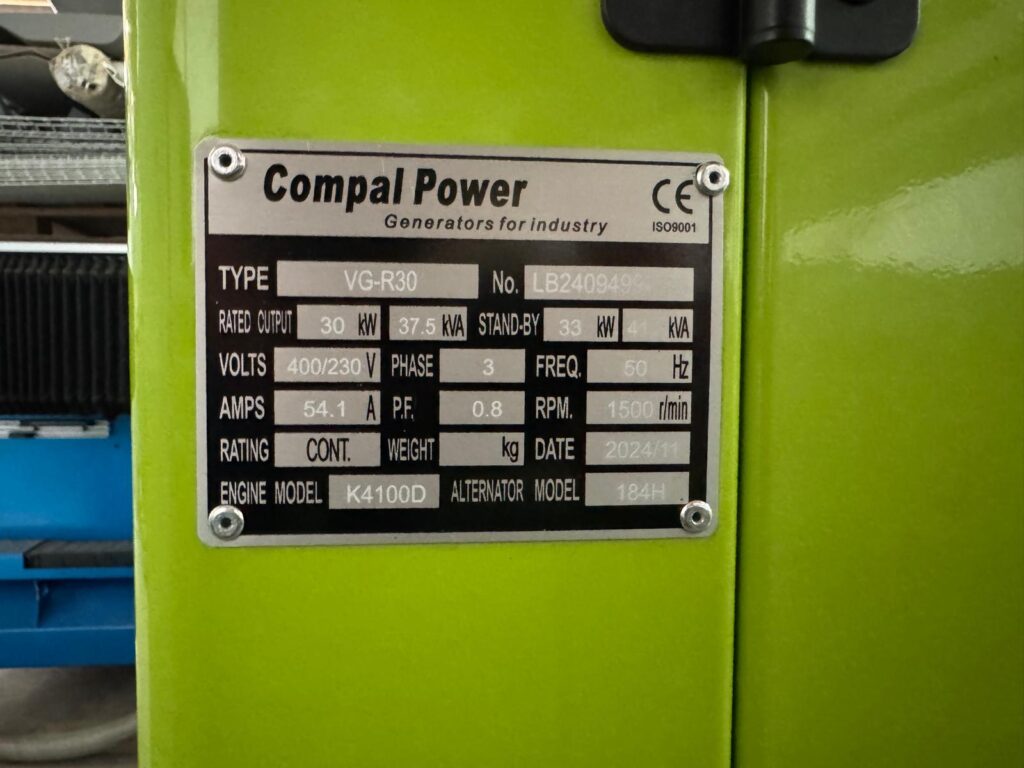 Compal Power
Generators for industry
CE
ISO9001
TYPE VG-R30 No.
RATED OUTPUT 30 kW 37.5 kVA STAND-BY 33 kW kVA
VOLTS 400/230 V PHASE 3 FREQ. 50 Hz
AMPS 54.1 A P.F. 0.8 RPM. 1500 r/min
RATING CONT. WEIGHT kg DATE 2024/11
ENGINE MODEL K4100D ALTERNATOR MODEL 184H